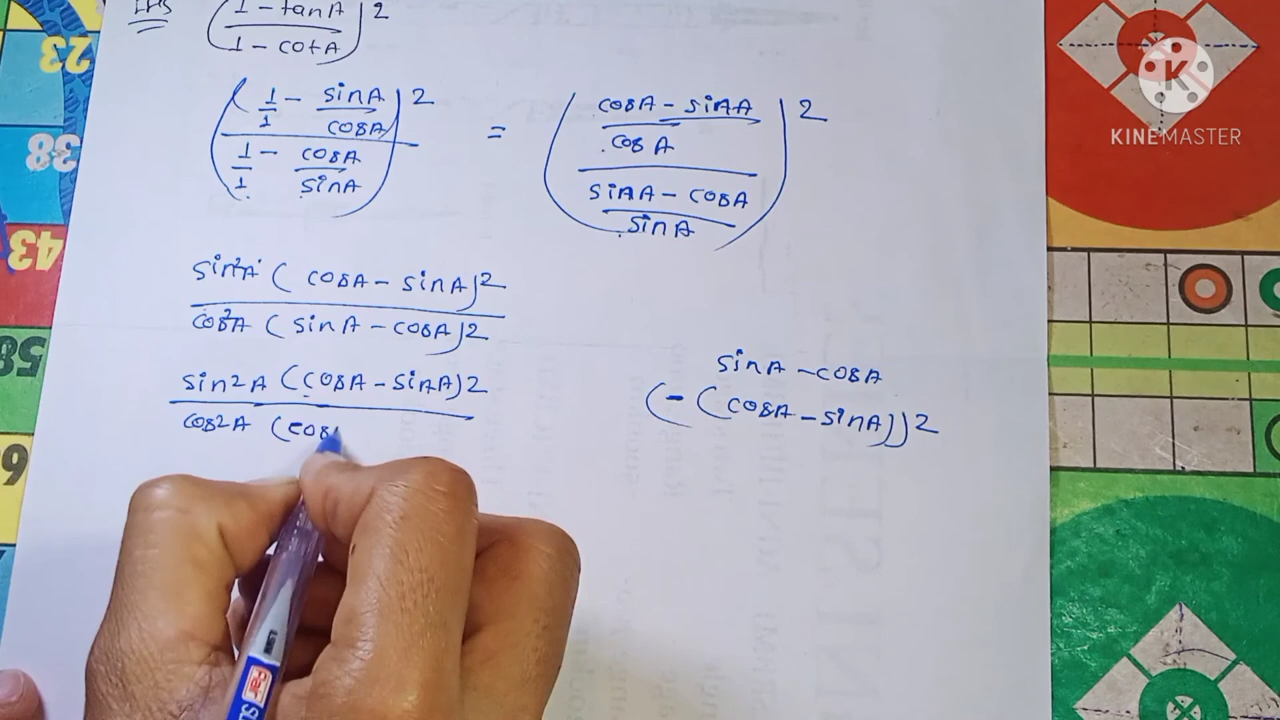 LHS (1 - tanA / 1 - cotA)2
(1/1 - sinA/cosA / 1/1 - cosA/sinA)2 = (cosA - sinA / cosA / sinA - cosA / sinA)2
sin2A (cosA - sinA)2
cos2A (sinA - cosA)2
sin2A (cosA - sinA)2
cos2A (cos
sinA - cosA
(- (cosA - sinA))2
K
KINEMASTER
23
38
43
58
9